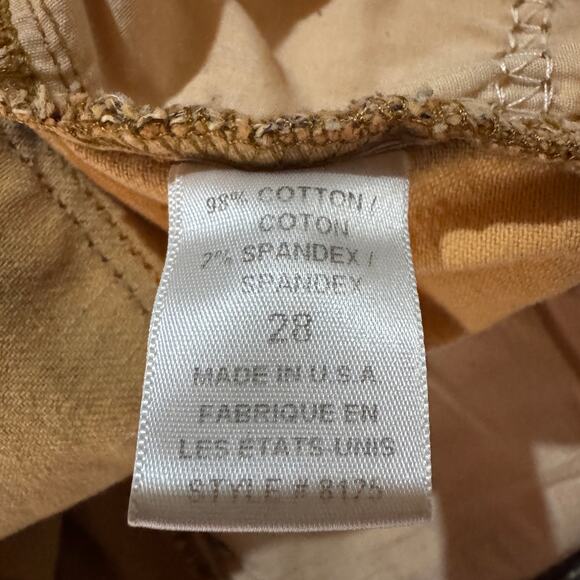 98% COTTON /
COTON
2% SPANDEX /
SPANDEX
28
MADE IN U.S.A
FABRIQUE EN
LES ETATS-UNIS
STYLE # 8175